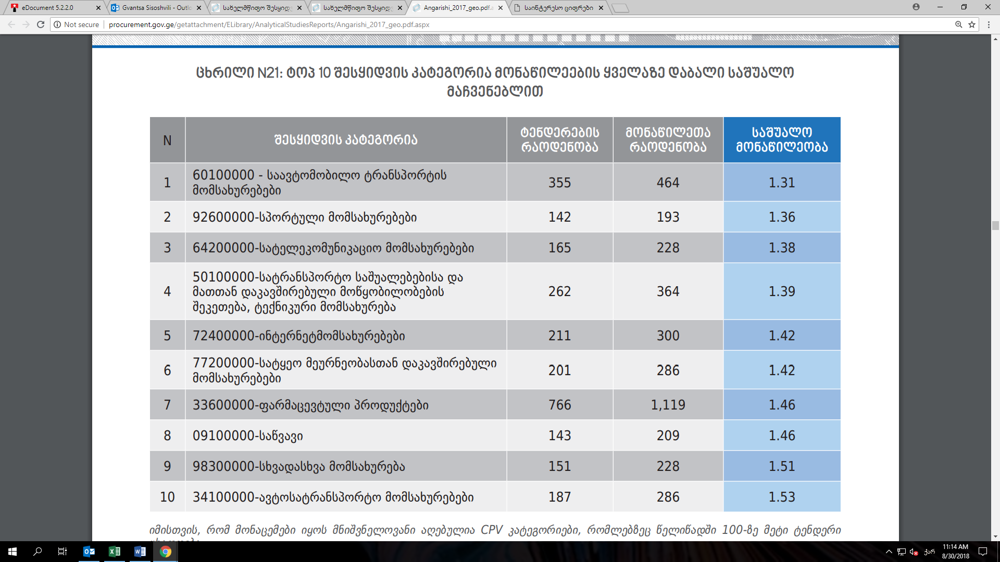 eDocument 5.2.2.0
Gvantsa Sisoshvili - Outlo
სახელმწიფო შესყიდვ
სახელმწიფო შესყიდვ
Angarishi_2017_geo.pdf.a
საინტერესო ციფრები
Not secure
procurement.gov.ge/getattachment/ELibrary/AnalyticalStudiesReports/Angarishi_2017_geo.pdf.aspx
ცხრილი N21: ტოპ 10 შესყიდვის კატეგორია მონაწილეების ყველაზე დაბალი საშუალო
მაჩვენებლით
N შესყიდვის კატეგორია ტენდერების რაოდენობა მონაწილეთა რაოდენობა საშუალო მონაწილეობა
1 60100000 - საავტომობილო ტრანსპორტის
მომსახურებები 355 464 1.31
2 92600000-სპორტული მომსახურებები 142 193 1.36
3 64200000-სატელეკომუნიკაციო მომსახურებები 165 228 1.38
4 50100000-სატრანსპორტო საშუალებებისა და
მათთან დაკავშირებული მოწყობილობების
შეკეთება, ტექნიკური მომსახურება 262 364 1.39
5 72400000-ინტერნეტმომსახურებები 211 300 1.42
6 77200000-სატყეო მეურნეობასთან დაკავშირებული
მომსახურებები 201 286 1.42
7 33600000-ფარმაცევტული პროდუქტები 766 1,119 1.46
8 09100000-საწვავი 143 209 1.46
9 98300000-სხვადასხვა მომსახურება 151 228 1.51
10 34100000-ავტოსატრანსპორტო მომსახურებები 187 286 1.53
იმისთვის, რომ მონაცემები იყოს მნიშვნელოვანი აღებულია CPV კატეგორიები, რომლებზეც წელიწადში 100-ზე მეტი ტენდერი
ქარ
11:14 AM
8/30/2018